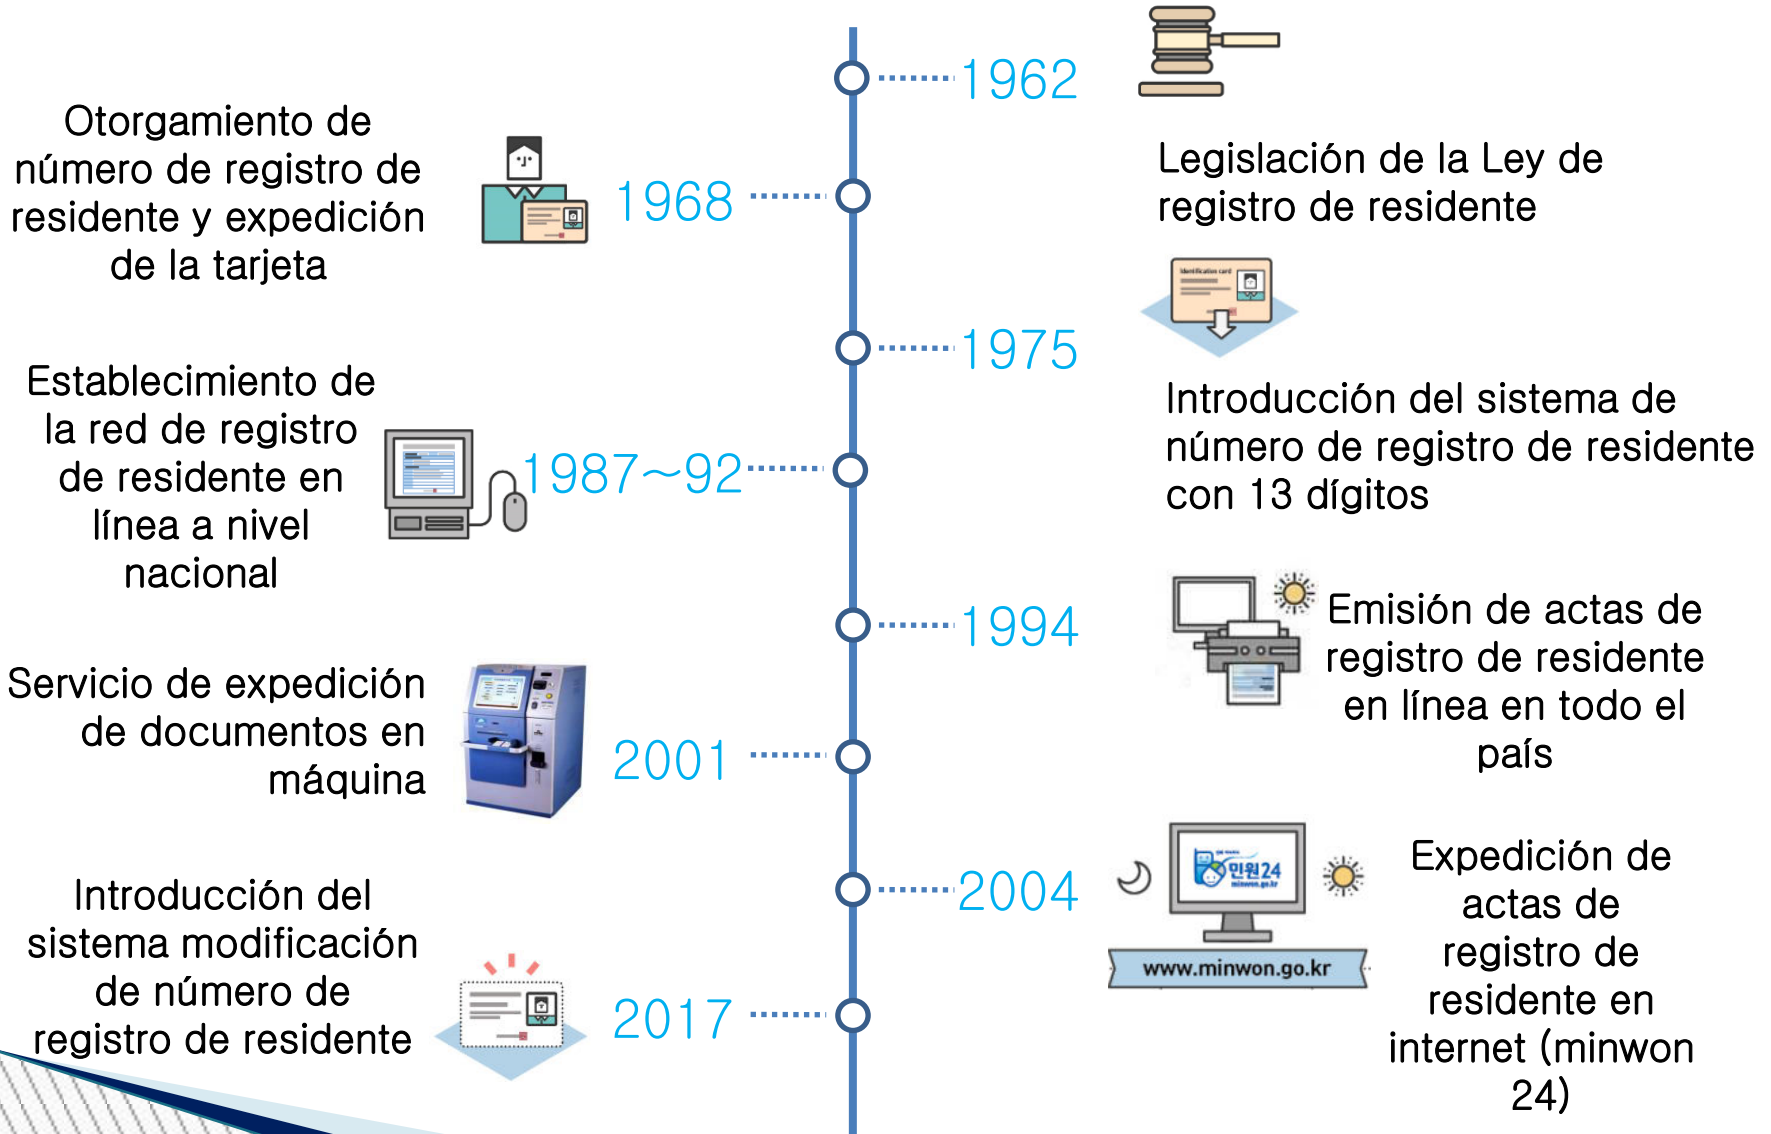 1962
Legislación de la Ley de
registro de residente
Otorgamiento de
número de registro de
residente y expedición
de la tarjeta
1968
Identification card
1975
Introducción del sistema de
número de registro de residente
con 13 dígitos
Establecimiento de
la red de registro
de residente en
línea a nivel
nacional
1987~92
1994
Emisión de actas de
registro de residente
en línea en todo el
país
Servicio de expedición
de documentos en
máquina
2001
2004
민원24
minwon.go.kr
www.minwon.go.kr
Expedición de
actas de
registro de
residente en
internet (minwon
24)
Introducción del
sistema modificación
de número de
registro de residente
2017